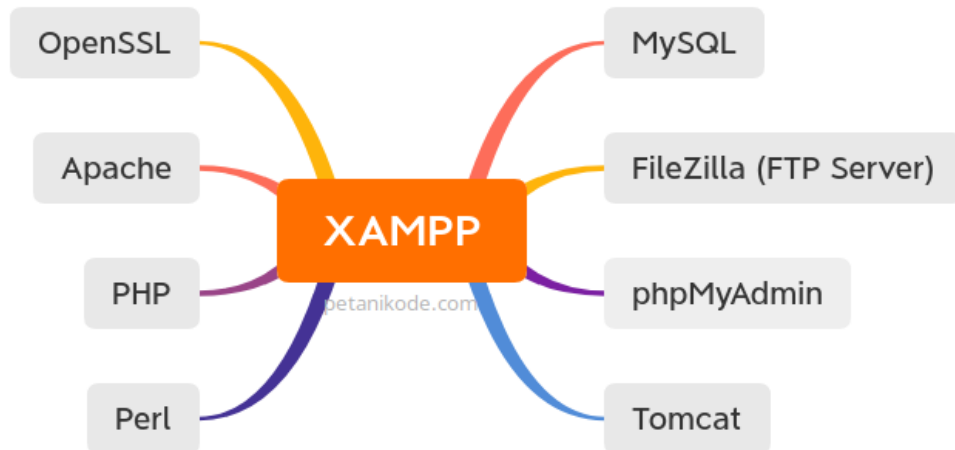 OpenSSL
Apache
PHP
Perl
XAMPP
petanikode.com
MySQL
FileZilla (FTP Server)
phpMyAdmin
Tomcat